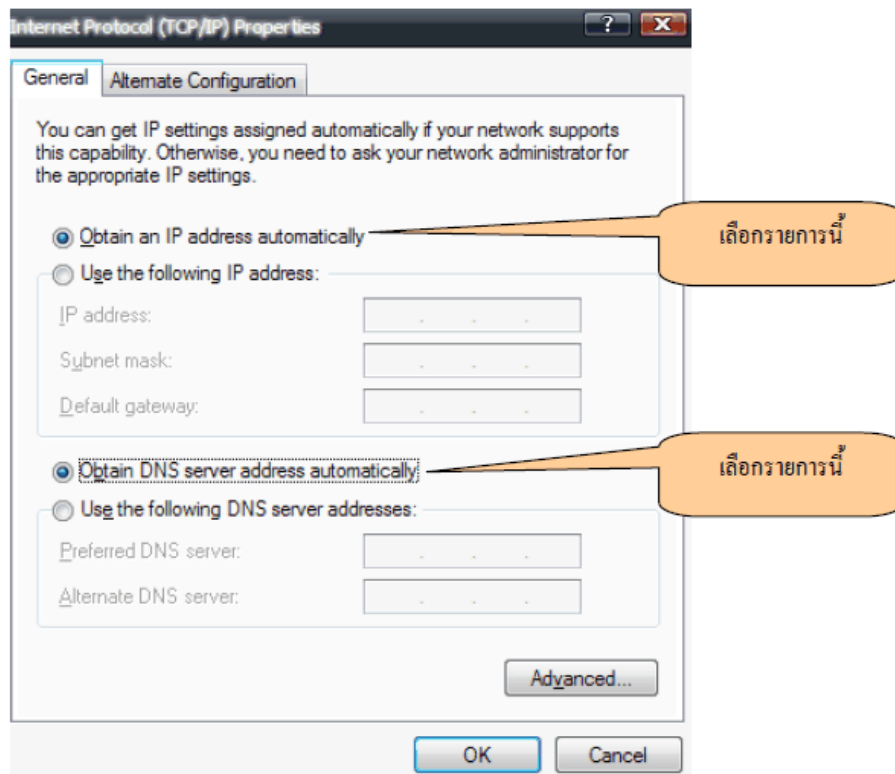 Internet Protocol (TCP/IP) Properties
General
Alternate Configuration
You can get IP settings assigned automatically if your network supports
this capability. Otherwise, you need to ask your network administrator for
the appropriate IP settings.
Obtain an IP address automatically
เลือกรายการนี้
Use the following IP address:
IP address:
Subnet mask:
Default gateway:
Obtain DNS server address automatically
เลือกรายการนี้
Use the following DNS server addresses:
Preferred DNS server:
Alternate DNS server:
Advanced...
OK
Cancel